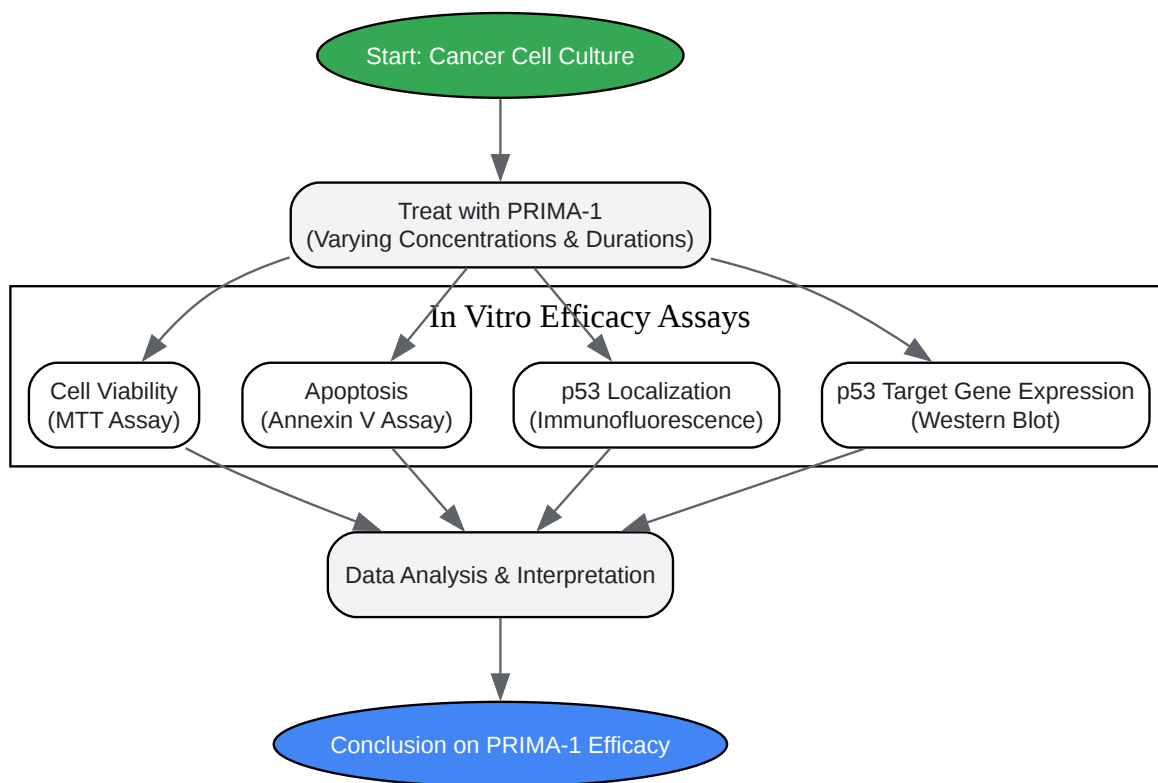 Start: Cancer Cell Culture
Treat with PRIMA-1
(Varying Concentrations & Durations)
In Vitro Efficacy Assays
Cell Viability
(MTT Assay)
Apoptosis
(Annexin V Assay)
p53 Localization
(Immunofluorescence)
p53 Target Gene Expression
(Western Blot)
Data Analysis & Interpretation
Conclusion on PRIMA-1 Efficacy